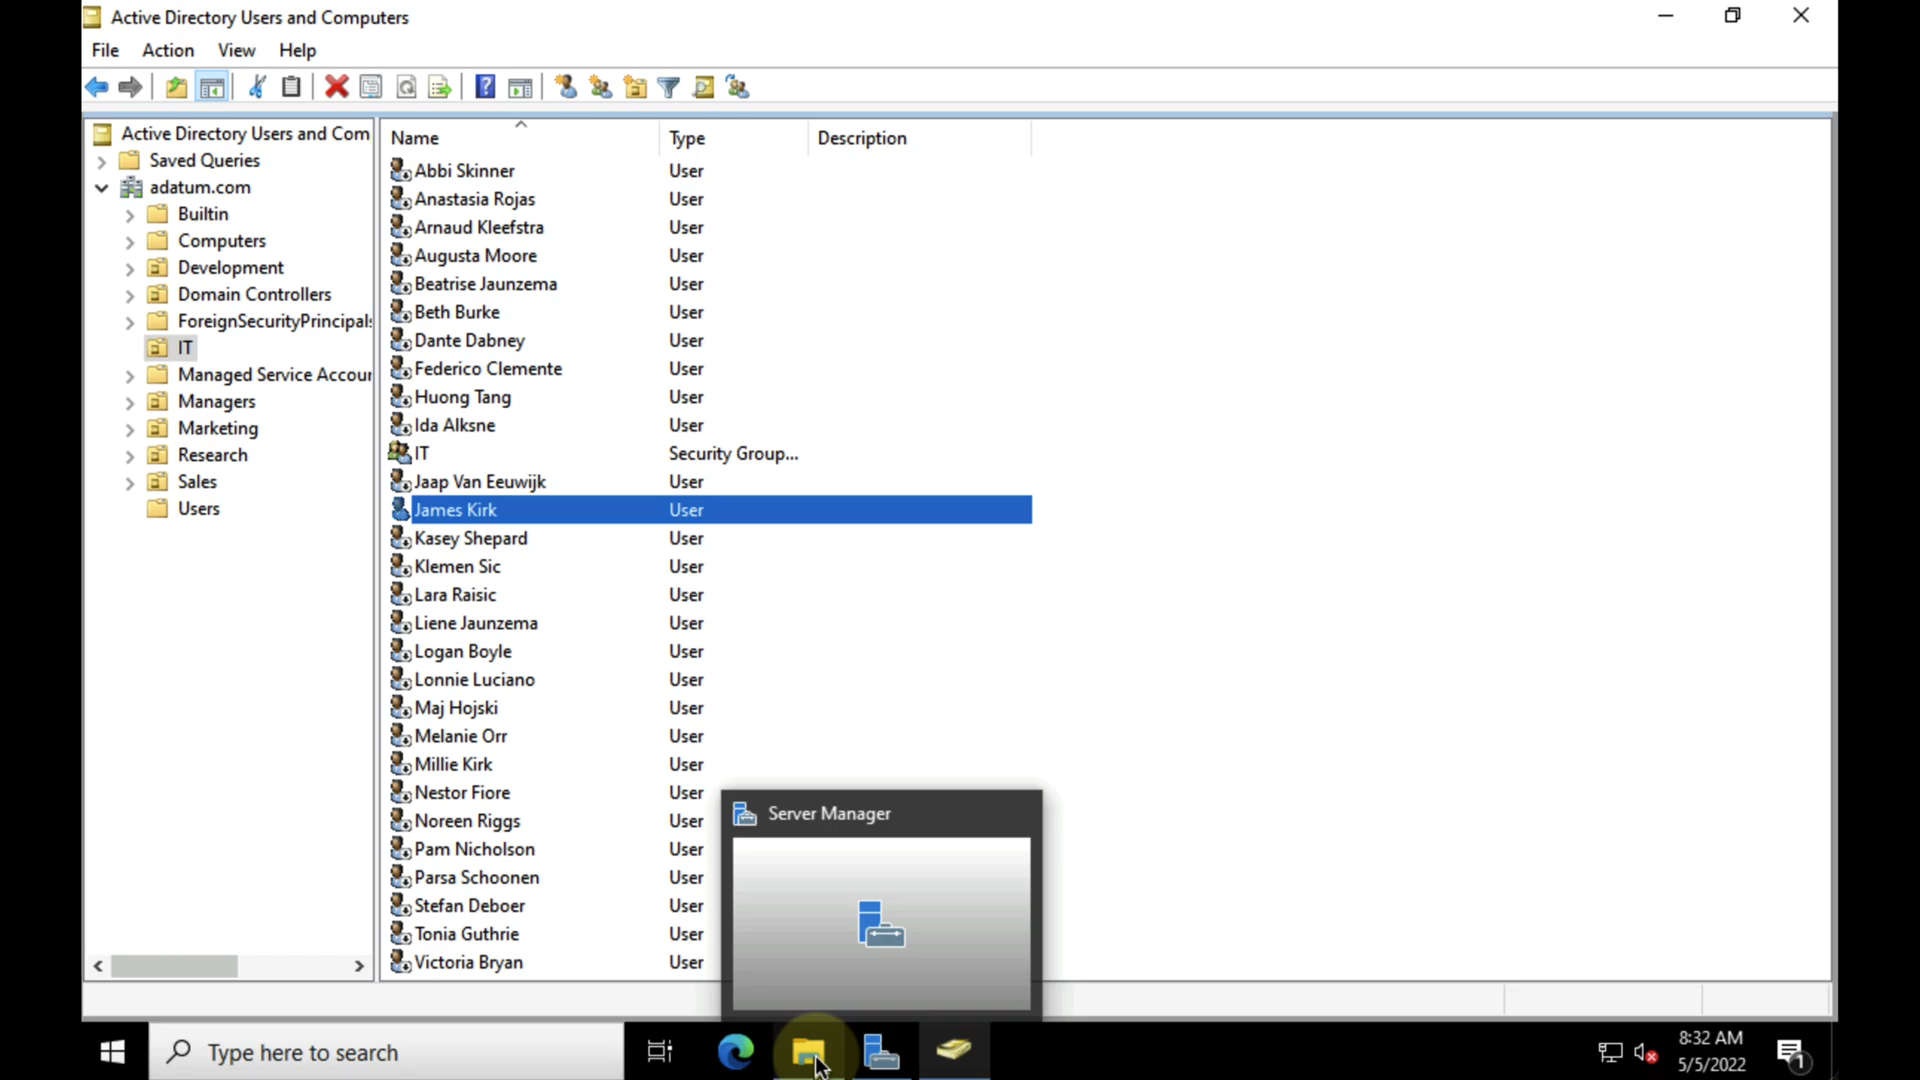 Active Directory Users and Computers
File Action View Help
Active Directory Users and Com
Saved Queries
adatum.com
Builtin
Computers
Development
Domain Controllers
ForeignSecurityPrincipals
IT
Managed Service Accour
Managers
Marketing
Research
Sales
Users
Name Type Description
Abbi Skinner User
Anastasia Rojas User
Arnaud Kleefstra User
Augusta Moore User
Beatrise Jaunzema User
Beth Burke User
Dante Dabney User
Federico Clemente User
Huong Tang User
Ida Alksne User
IT Security Group...
Jaap Van Eeuwijk User
James Kirk User
Kasey Shepard User
Klemen Sic User
Lara Raisic User
Liene Jaunzema User
Logan Boyle User
Lonnie Luciano User
Maj Hojski User
Melanie Orr User
Millie Kirk User
Nestor Fiore User
Noreen Riggs User
Pam Nicholson User
Parsa Schoonen User
Stefan Deboer User
Tonia Guthrie User
Victoria Bryan User
Server Manager
Type here to search
8:32 AM
5/5/2022
1